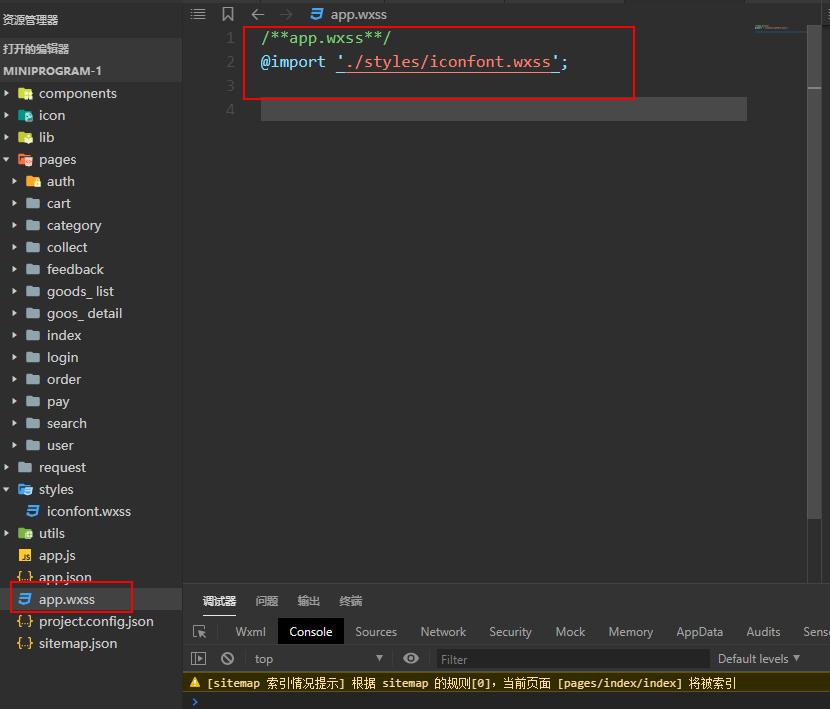 资源管理器
打开的编辑器
MINIPROGRAM-1
components
icon
lib
pages
auth
cart
category
collect
feedback
goods_ list
goos_ detail
index
login
order
pay
search
user
request
styles
iconfont.wxss
utils
app.js
app.json
app.wxss
project.config.json
sitemap.json
app.wxss
1 /**app.wxss**/
2 @import './styles/iconfont.wxss';
3
4
调试器 问题 输出 终端
Wxml Console Sources Network Security Mock Memory AppData Audits Sens
top Filter Default levels
[sitemap 索引情况提示] 根据 sitemap 的规则[0]，当前页面 [pages/index/index] 将被索引